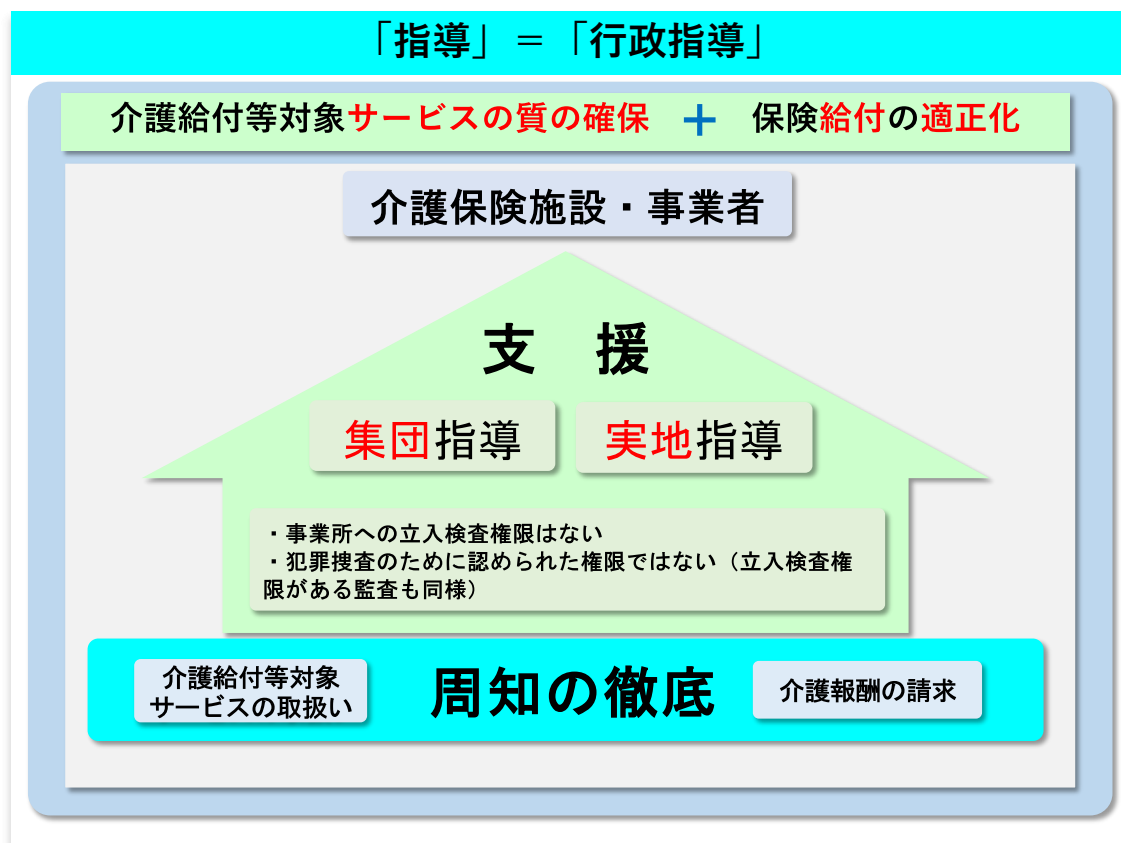 「指導」＝「行政指導」
介護給付等対象サービスの質の確保　＋　保険給付の適正化
介護保険施設・事業者
支　援
集団指導　実地指導
・事業所への立入検査権限はない
・犯罪捜査のために認められた権限ではない（立入検査権
限がある監査も同様）
介護給付等対象
サービスの取扱い
周知の徹底
介護報酬の請求